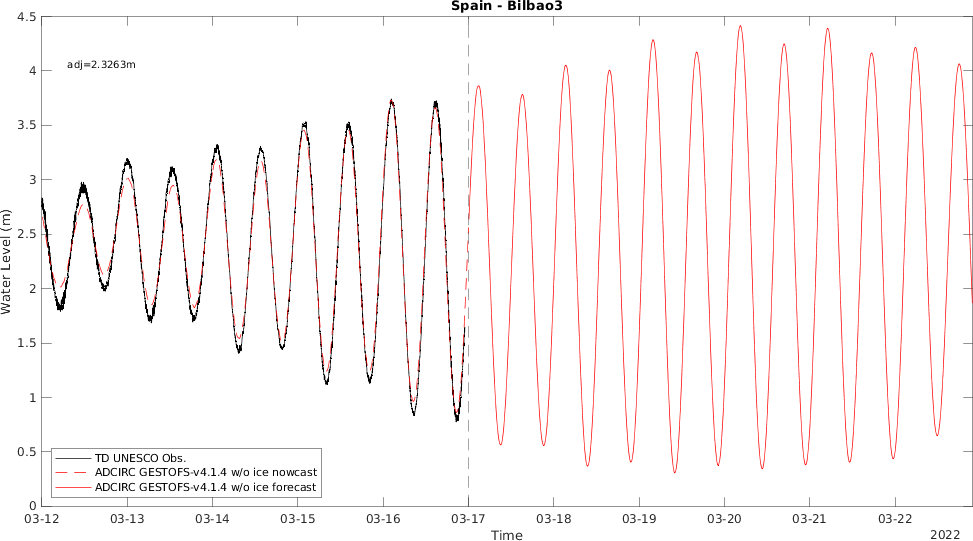 Spain - Bilbao3
4.5
4
3.5
3
2.5
2
1.5
1
0.5
0
Water Level (m)
adj=2.3263m
TD UNESCO Obs.
ADCIRC GESTOFS-v4.1.4 w/o ice nowcast
ADCIRC GESTOFS-v4.1.4 w/o ice forecast
03-12 03-13 03-14 03-15 03-16 03-17 03-18 03-19 03-20 03-21 03-22
Time
2022